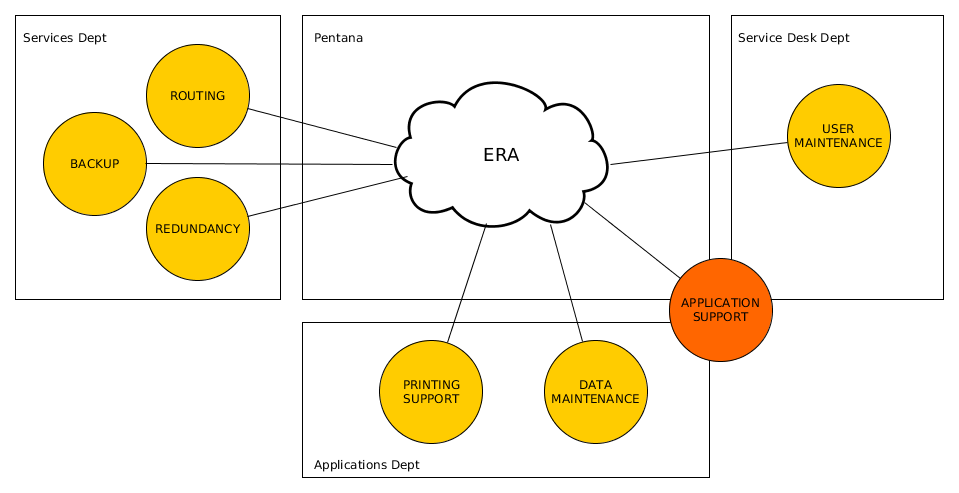 Services Dept
ROUTING
BACKUP
REDUNDANCY
Pentana
ERA
Service Desk Dept
USER
MAINTENANCE
APPLICATION
SUPPORT
PRINTING
SUPPORT
DATA
MAINTENANCE
Applications Dept